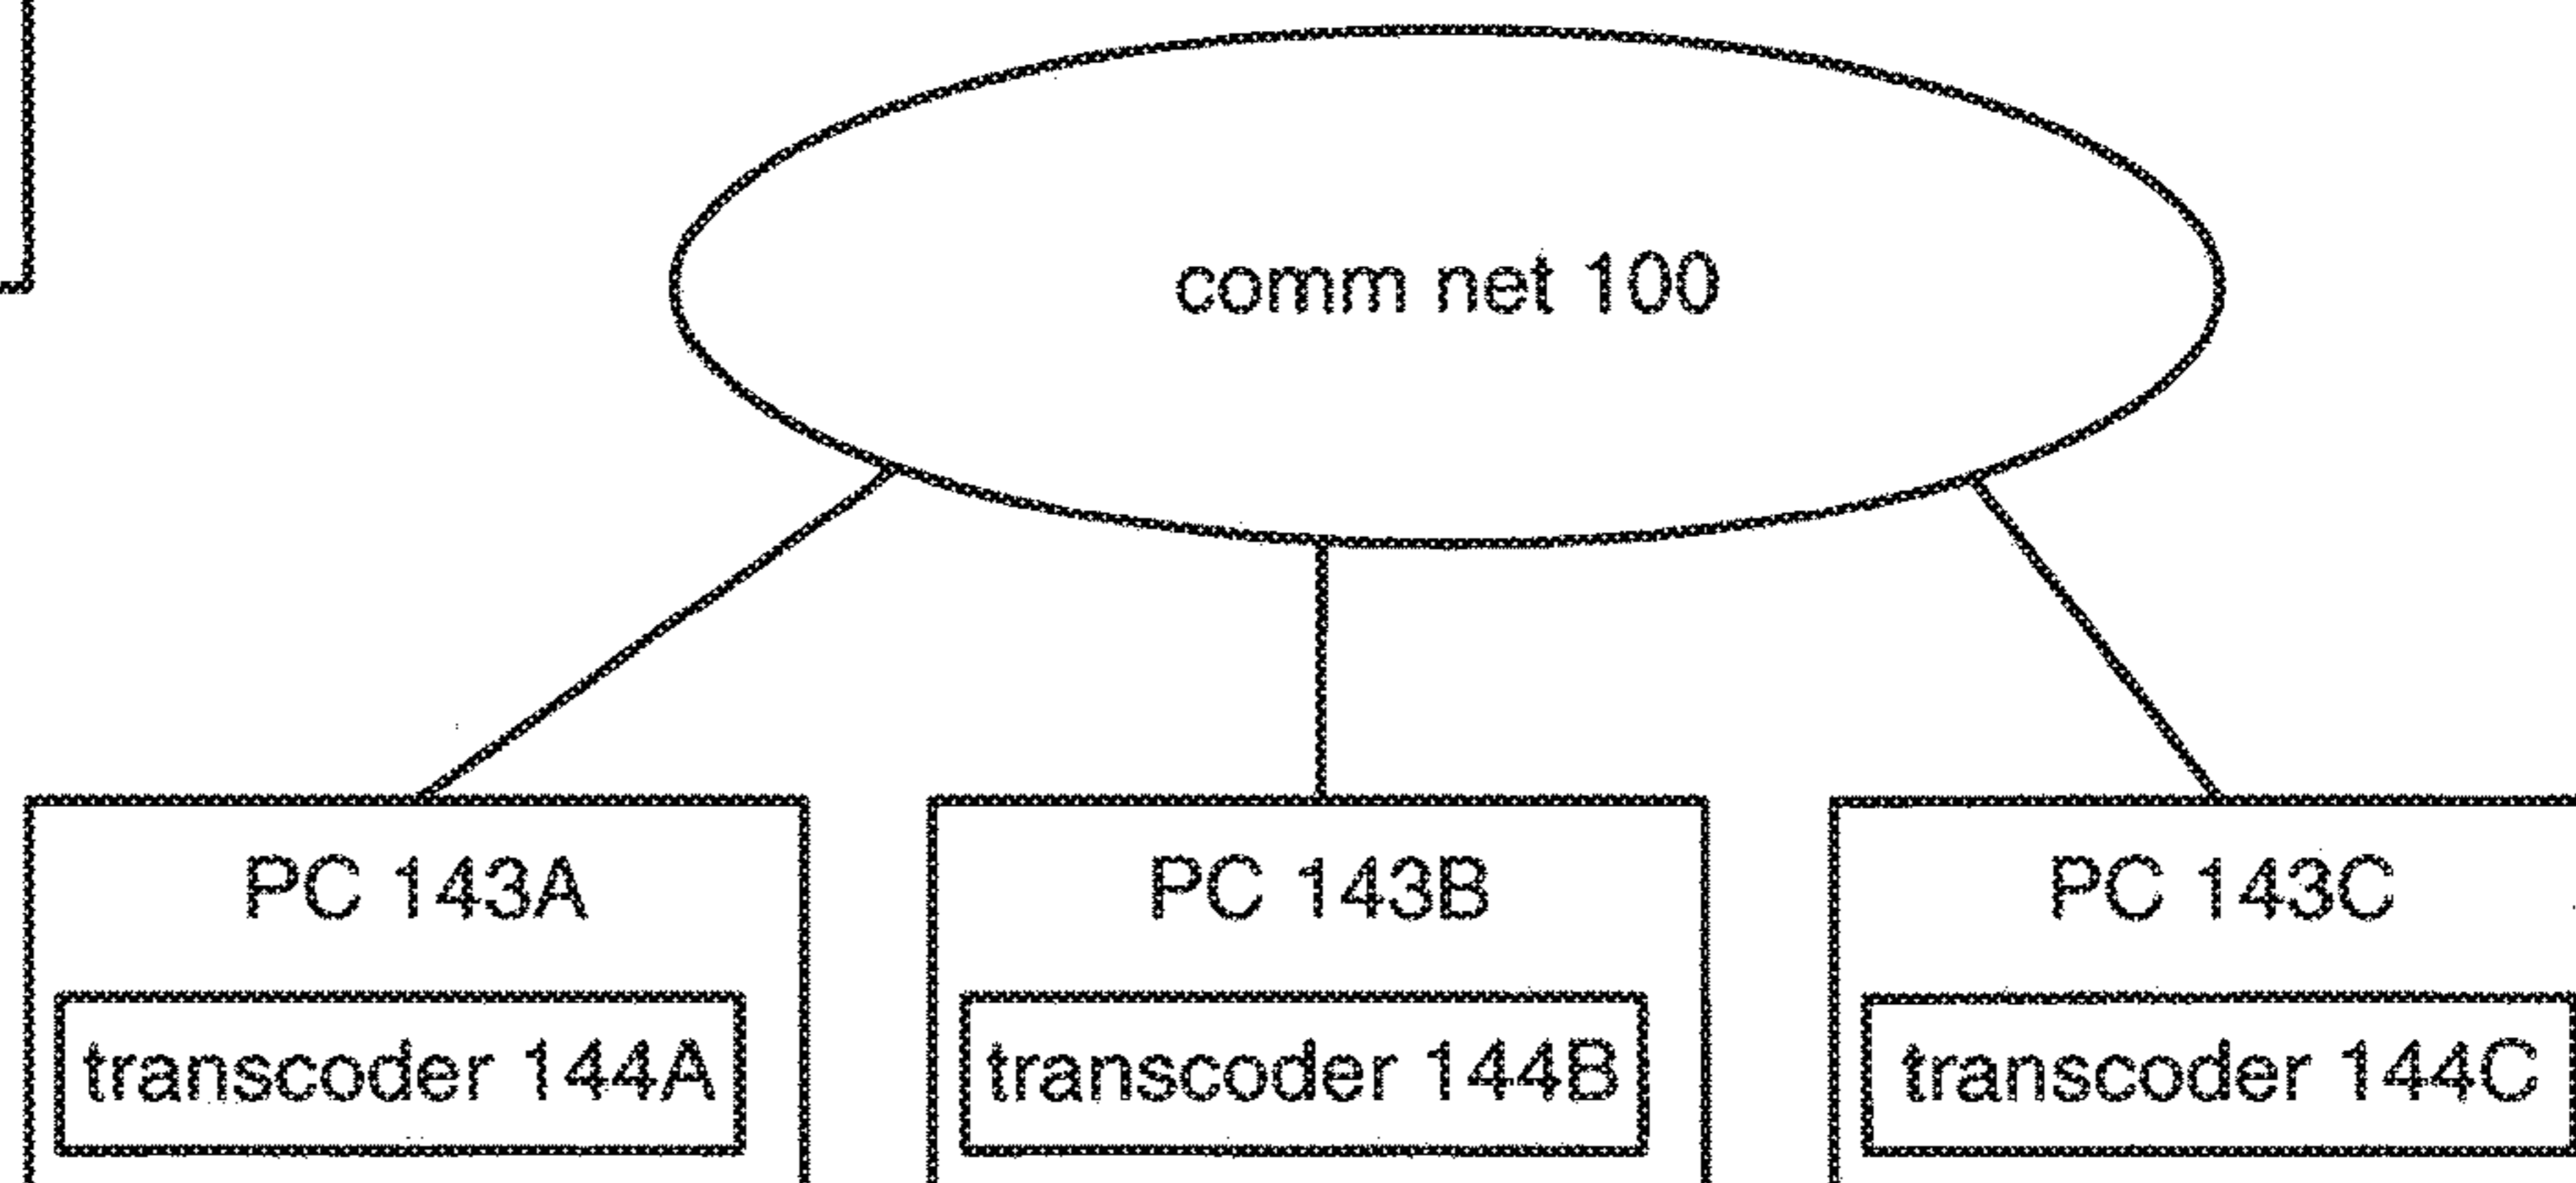 comm net 100
PC 143A
PC 143B
PC 143C
transcoder 144A
transcoder 144B
transcoder 144C